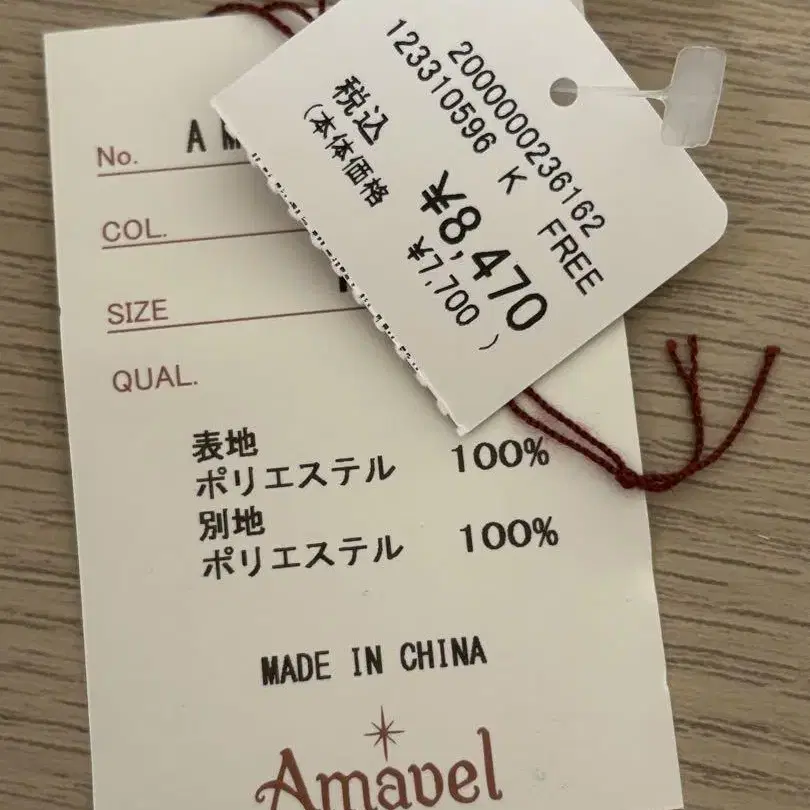 2000000236162
123310596 K FREE
税込 ¥8,470
(本体価格 ¥7,700 )
No. A
COL.
SIZE
QUAL.
表地
ポリエステル 100%
別地
ポリエステル 100%
MADE IN CHINA
Amavel